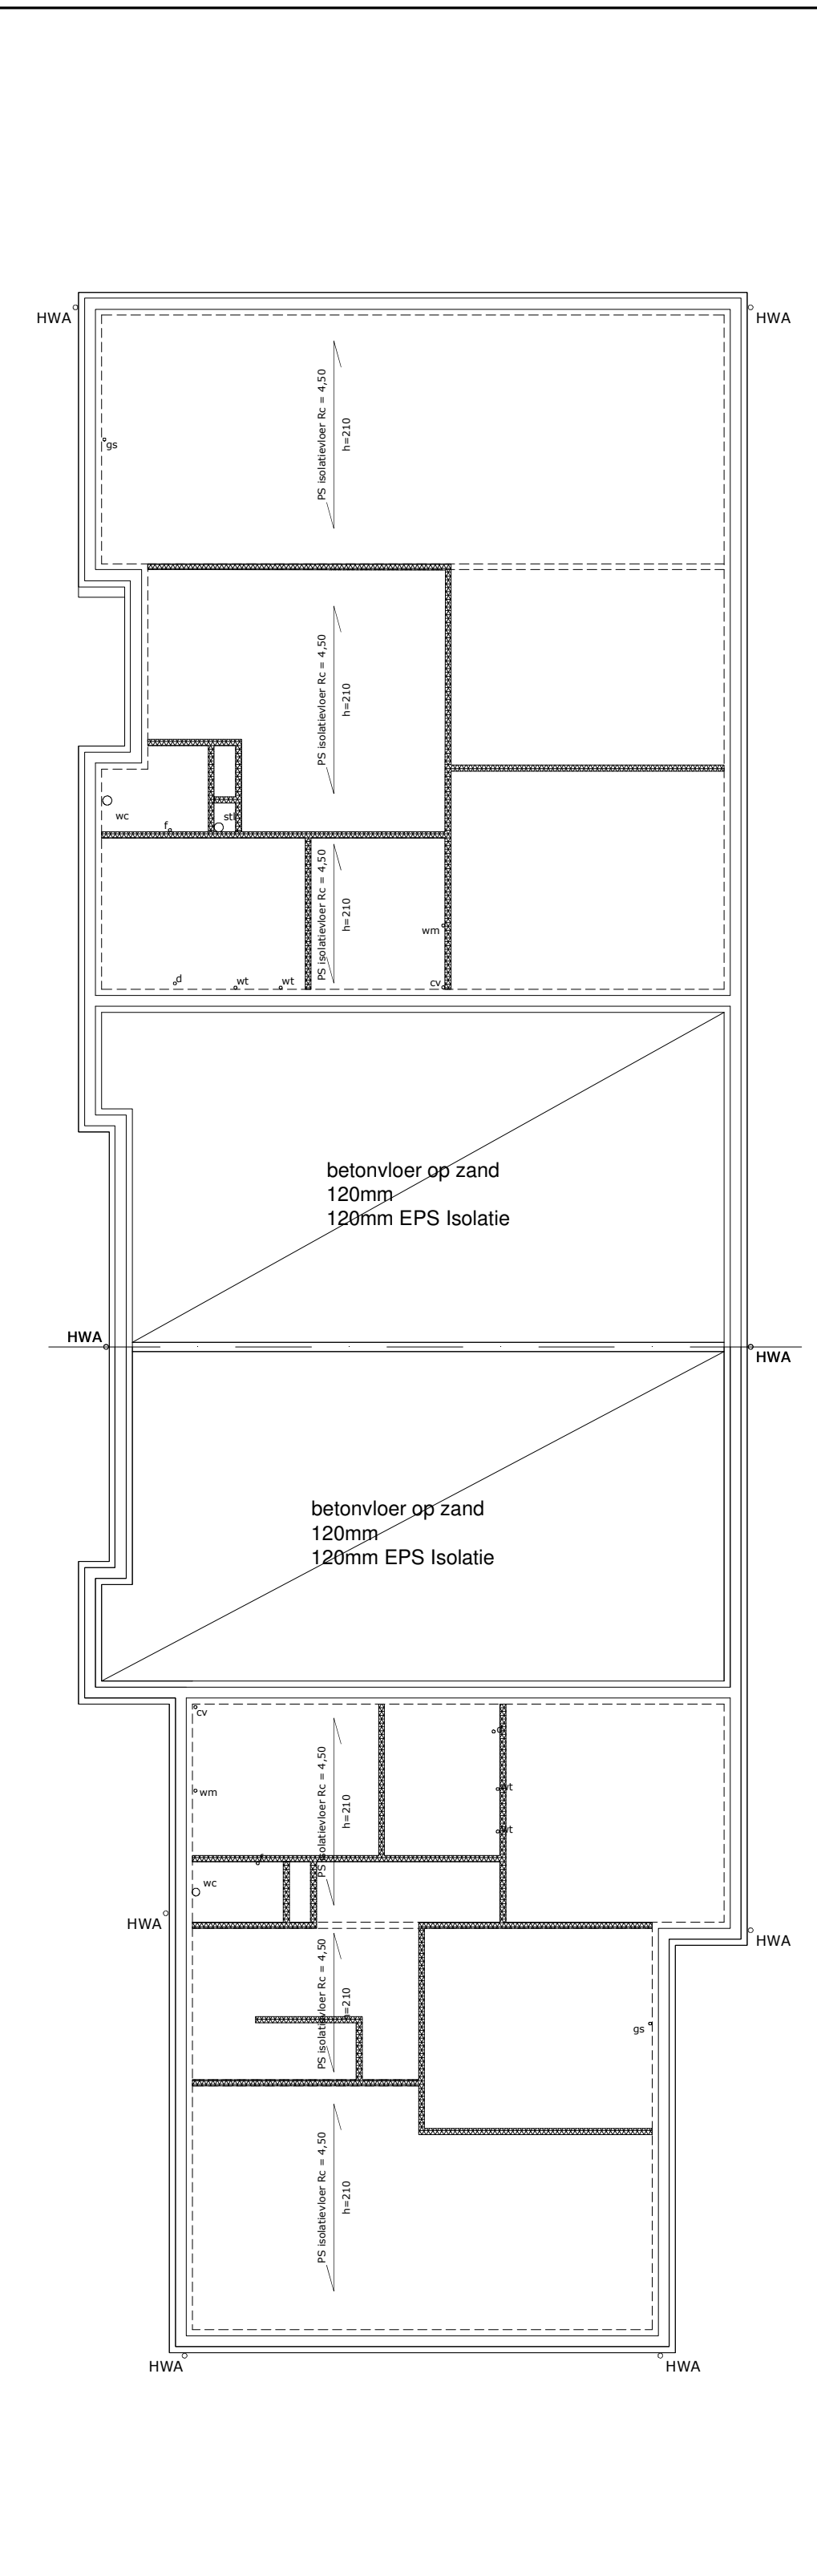 HWA
HWA
PS isolatievloer Rc = 4,50
h=210
gs
PS isolatievloer Rc = 4,50
h=210
wc
f
PS isolatievloer Rc = 4,50
h=210
wm
d
wt
wt
cv
betonvloer op zand
120mm
120mm EPS Isolatie
HWA
HWA
betonvloer op zand
120mm
120mm EPS Isolatie
cv
d
PS isolatievloer Rc = 4,50
h=210
wm
wt
wt
f
wc
HWA
HWA
PS isolatievloer Rc = 4,50
h=210
gs
PS isolatievloer Rc = 4,50
h=210
HWA
HWA